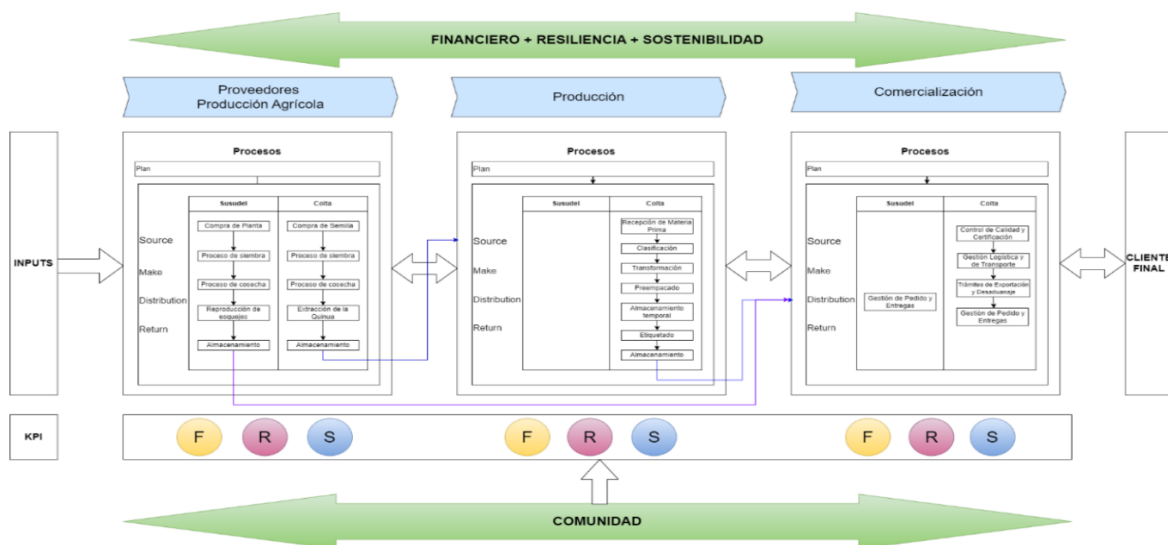 FINANCIERO + RESILIENCIA + SOSTENIBILIDAD
Proveedores
Producción Agrícola
Producción
Comercialización
INPUTS
Procesos
Plan
Source
Make
Distribution
Return
Susudel
Compra de Planta
Proceso de siembra
Proceso de cosecha
Reproducción de
esquejes
Almacenamiento
Colta
Compra de Semilla
Proceso de siembra
Proceso de cosecha
Extracción de la
Quinua
Almacenamiento
Procesos
Plan
Source
Make
Distribution
Return
Susudel
Colta
Recepción de Materia
Prima
Clasificación
Transformación
Preempacado
Almacenamiento
temporal
Etiquetado
Almacenamiento
Procesos
Plan
Source
Make
Distribution
Return
Susudel
Gestión de Pedido y
Entregas
Colta
Control de Calidad y
Certificación
Gestión Logística y
de Transporte
Trámites de Exportación
y Desaduanaje
Gestión de Pedido y
Entregas
CLIENTE
FINAL
KPI
F R S
F R S
F R S
COMUNIDAD